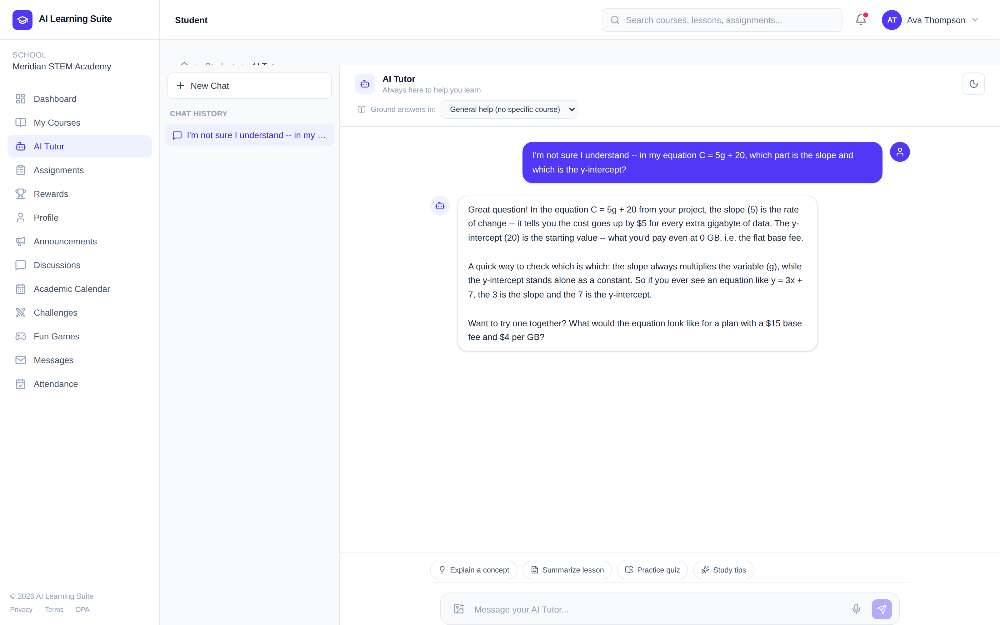 AI Learning Suite
Student
Search courses, lessons, assignments...
AT
Ava Thompson
SCHOOL
Meridian STEM Academy
Dashboard
My Courses
AI Tutor
Assignments
Rewards
Profile
Announcements
Discussions
Academic Calendar
Challenges
Fun Games
Messages
Attendance
© 2026 AI Learning Suite
Privacy · Terms · DPA
Student
AI Tutor
New Chat
CHAT HISTORY
I'm not sure I understand -- in my …
AI Tutor
Always here to help you learn
Ground answers in:
General help (no specific course)
I'm not sure I understand -- in my equation C = 5g + 20, which part is the slope and
which is the y-intercept?
Great question! In the equation C = 5g + 20 from your project, the slope (5) is the rate
of change -- it tells you the cost goes up by $5 for every extra gigabyte of data. The y-
intercept (20) is the starting value -- what you'd pay even at 0 GB, i.e. the flat base fee.
A quick way to check which is which: the slope always multiplies the variable (g), while
the y-intercept stands alone as a constant. So if you ever see an equation like y = 3x +
7, the 3 is the slope and the 7 is the y-intercept.
Want to try one together? What would the equation look like for a plan with a $15 base
fee and $4 per GB?
Explain a concept
Summarize lesson
Practice quiz
Study tips
Message your AI Tutor...